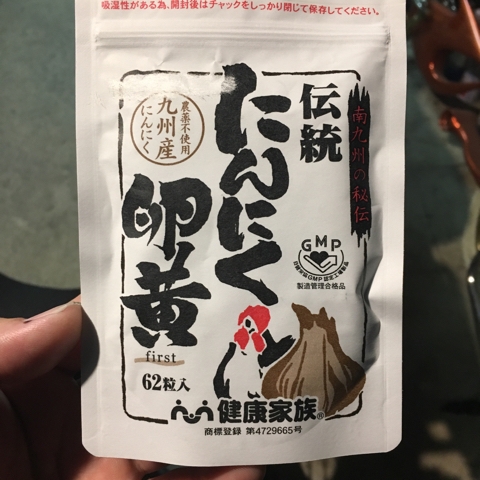 吸湿性がある為、開封後はチャックをしっかり閉じて保存してください。
南九州の秘伝
伝統
にんにく
卵黄
first
62粒入
農薬不使用
九州産
にんにく
GMP
製造管理合格品
健康家族®
商標登録 第4729665号